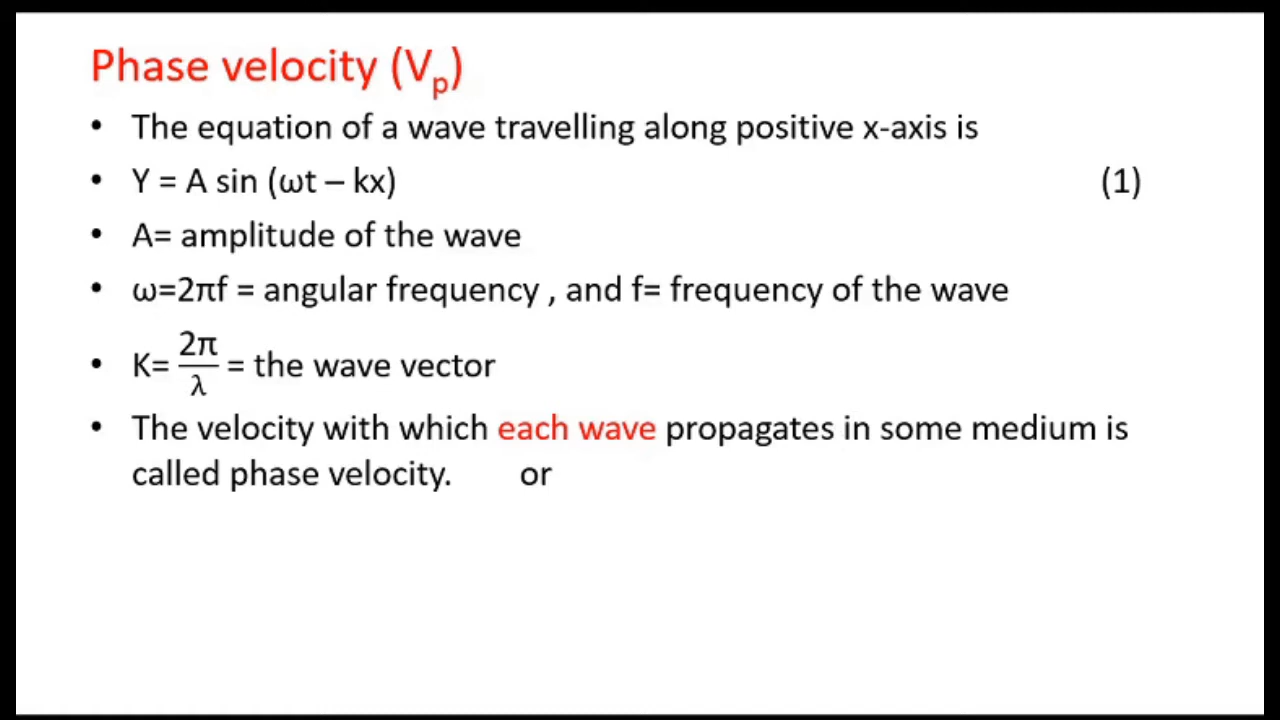 Phase velocity (Vp)
• The equation of a wave travelling along positive x-axis is
• Y = A sin (ωt – kx) (1)
• A= amplitude of the wave
• ω=2πf = angular frequency , and f= frequency of the wave
• K= 2π/λ = the wave vector
• The velocity with which each wave propagates in some medium is
called phase velocity. or